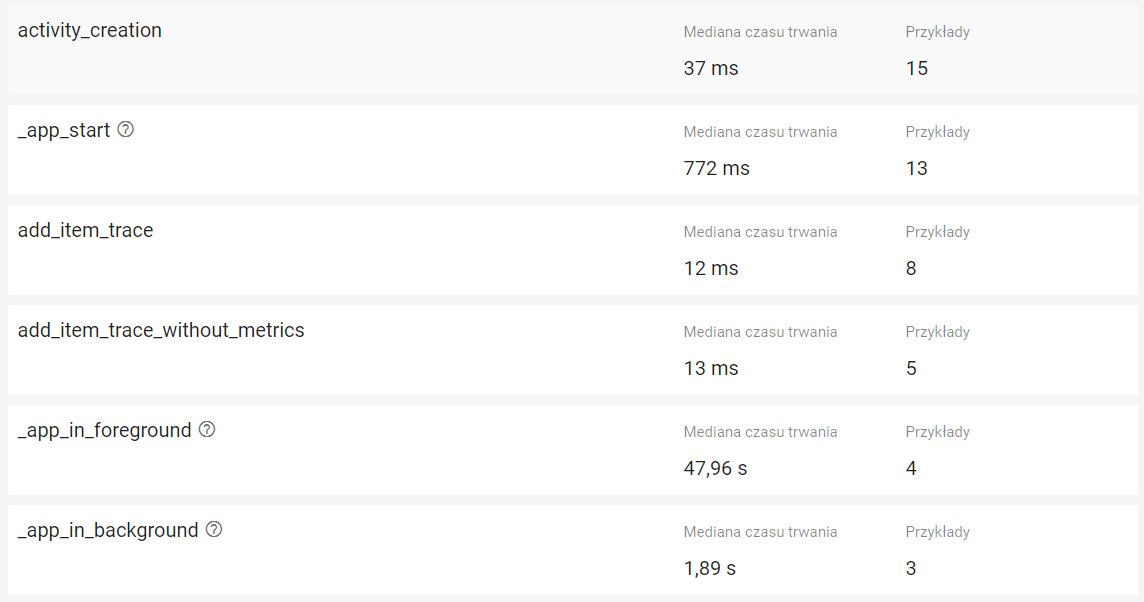 activity_creation Mediana czasu trwania Przykłady
37 ms 15
_app_start Mediana czasu trwania Przykłady
772 ms 13
add_item_trace Mediana czasu trwania Przykłady
12 ms 8
add_item_trace_without_metrics Mediana czasu trwania Przykłady
13 ms 5
_app_in_foreground Mediana czasu trwania Przykłady
47,96 s 4
_app_in_background Mediana czasu trwania Przykłady
1,89 s 3